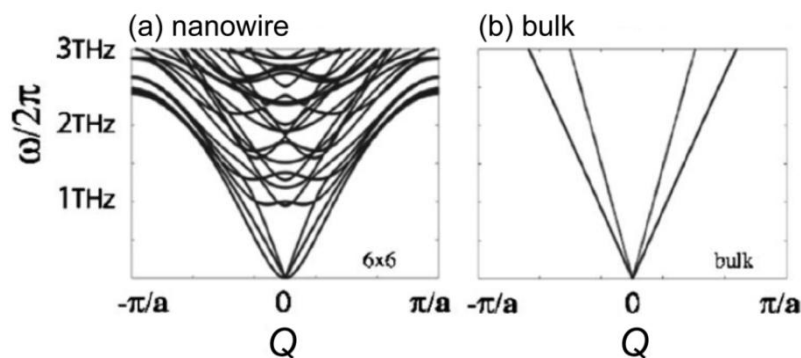 (a) nanowire
(b) bulk
3THz
2THz
1THz
ω/2π
6x6
bulk
-π/a
0
π/a
-π/a
0
π/a
Q
Q